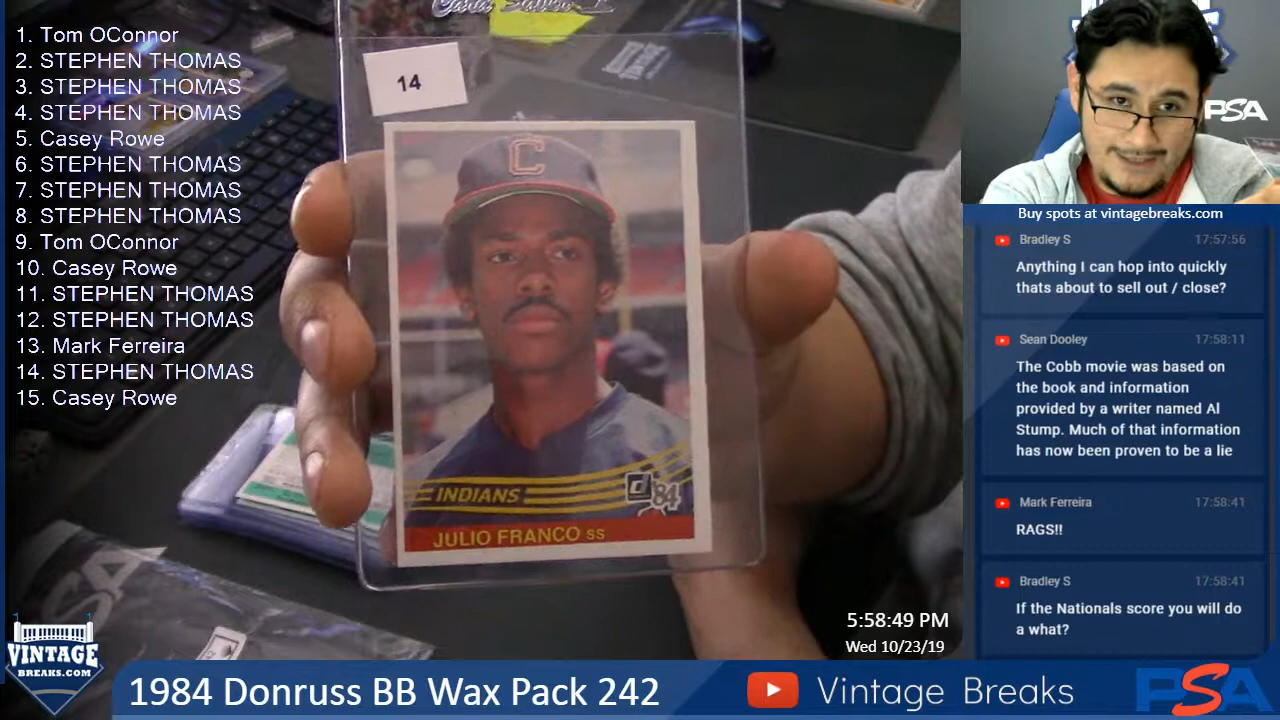 1. Tom OConnor
2. STEPHEN THOMAS
3. STEPHEN THOMAS
4. STEPHEN THOMAS
5. Casey Rowe
6. STEPHEN THOMAS
7. STEPHEN THOMAS
8. STEPHEN THOMAS
9. Tom OConnor
10. Casey Rowe
11. STEPHEN THOMAS
12. STEPHEN THOMAS
13. Mark Ferreira
14. STEPHEN THOMAS
15. Casey Rowe
14
C
INDIANS
84
JULIO FRANCO SS
PSA
PSA
Buy spots at vintagebreaks.com
Bradley S 17:57:56
Anything I can hop into quickly
thats about to sell out / close?
Sean Dooley 17:58:11
The Cobb movie was based on
the book and information
provided by a writer named Al
Stump. Much of that information
has now been proven to be a lie
Mark Ferreira 17:58:41
RAGS!!
Bradley S 17:58:41
If the Nationals score you will do
a what?
5:58:49 PM
Wed 10/23/19
VINTAGE
BREAKS.COM
1984 Donruss BB Wax Pack 242
Vintage Breaks
PSA